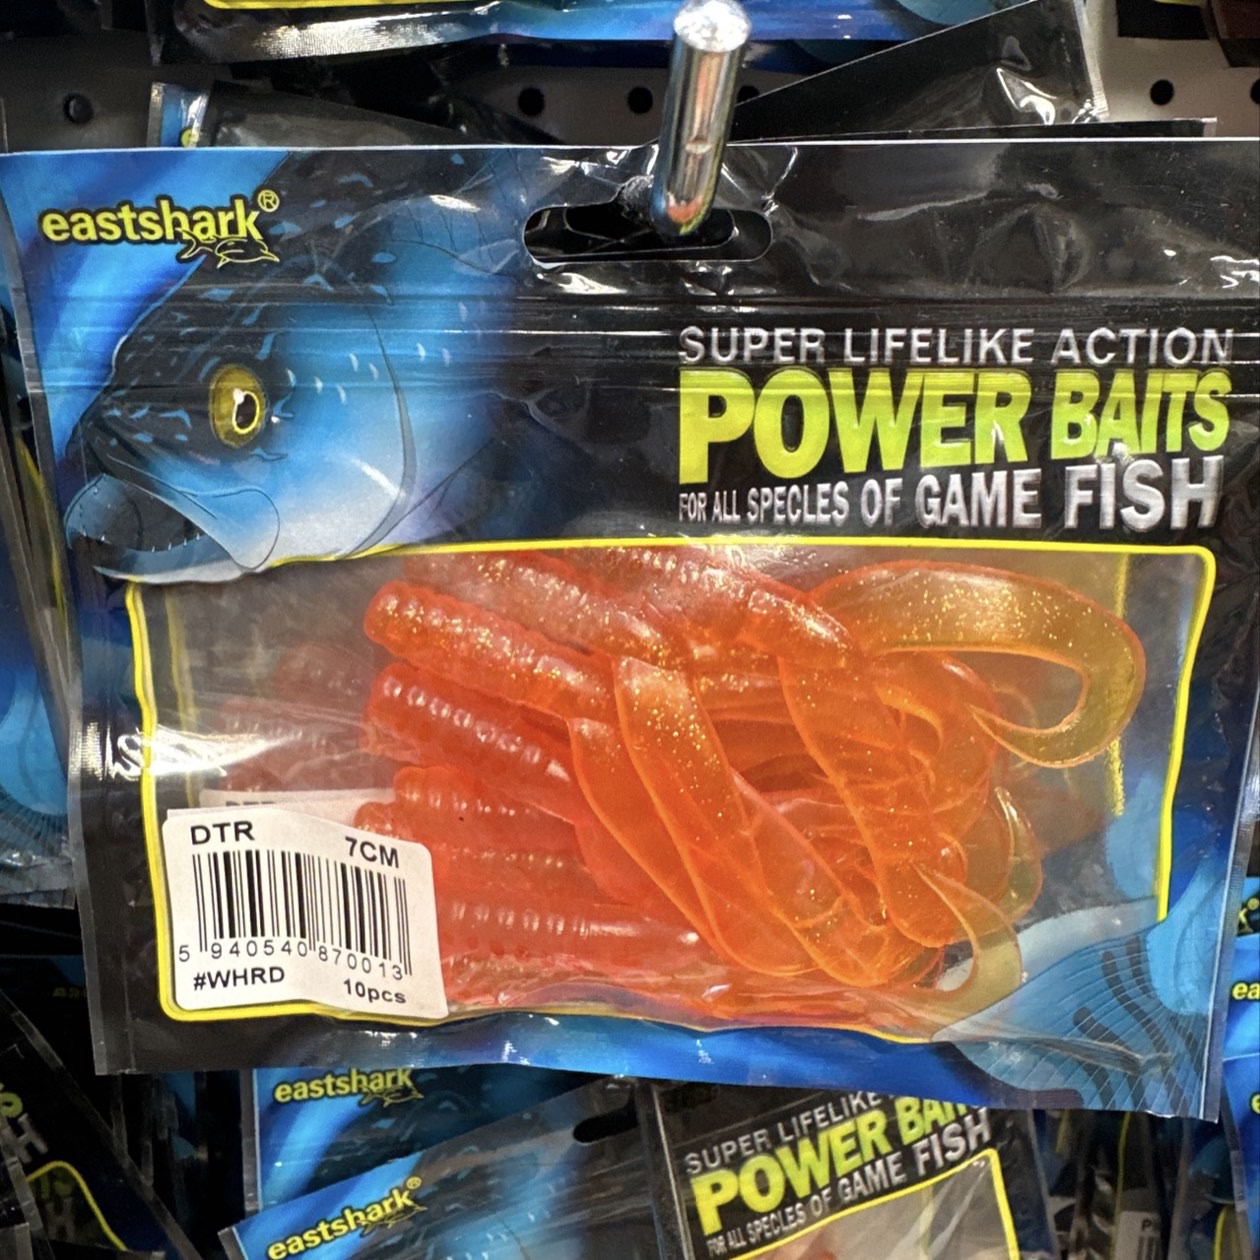 eastshark®
SUPER LIFELIKE ACTION
POWER BAITS
FOR ALL SPECLES OF GAME FISH
DTR 7CM
5 940540 870013
#WHRD 10pcs
eastshark
SUPER LIFELIKE
POWER BAIT
FOR ALL SPECLES OF GAME FISH
eastshark®